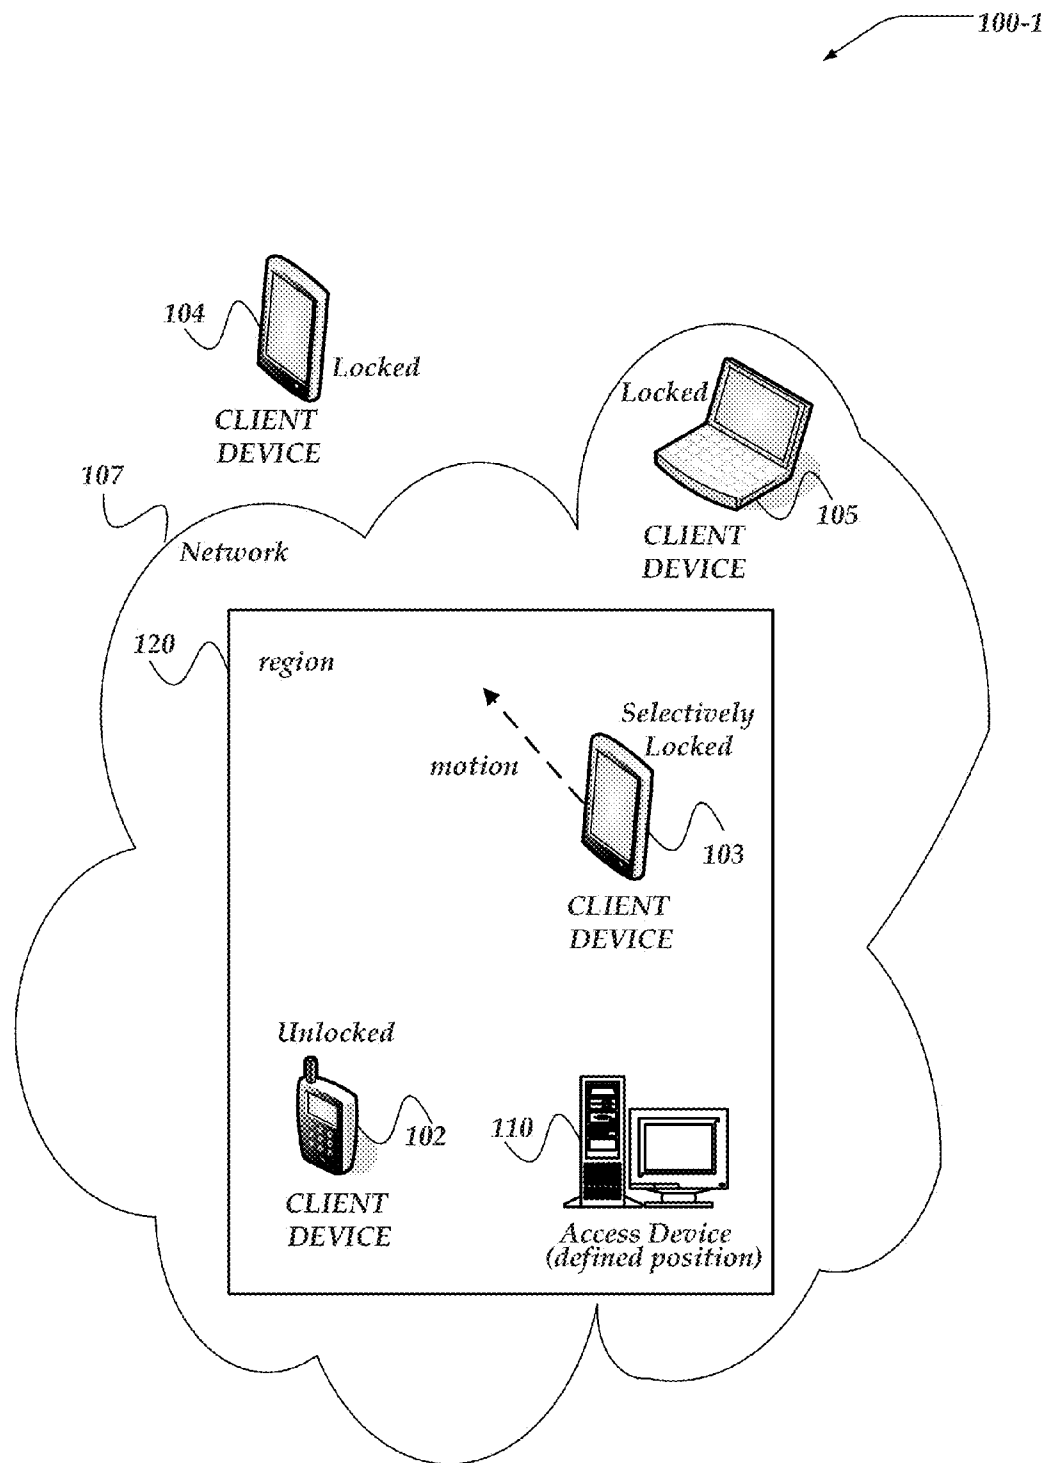 100-1
104
Locked
CLIENT
DEVICE
Locked
105
CLIENT
DEVICE
107
Network
120
region
Selectively
Locked
motion
103
CLIENT
DEVICE
Unlocked
102
CLIENT
DEVICE
110
Access Device
(defined position)